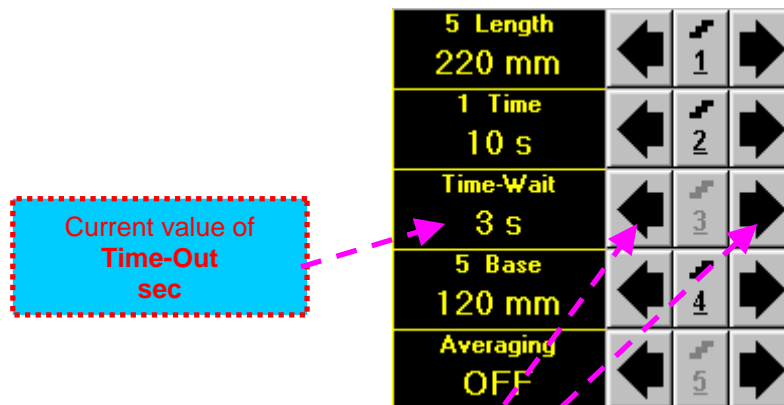 5 Length
220 mm
1
1 Time
10 s
2
Time-Wait
3 s
3
Current value of
Time-Out
sec
5 Base
120 mm
4
Averaging
OFF
5